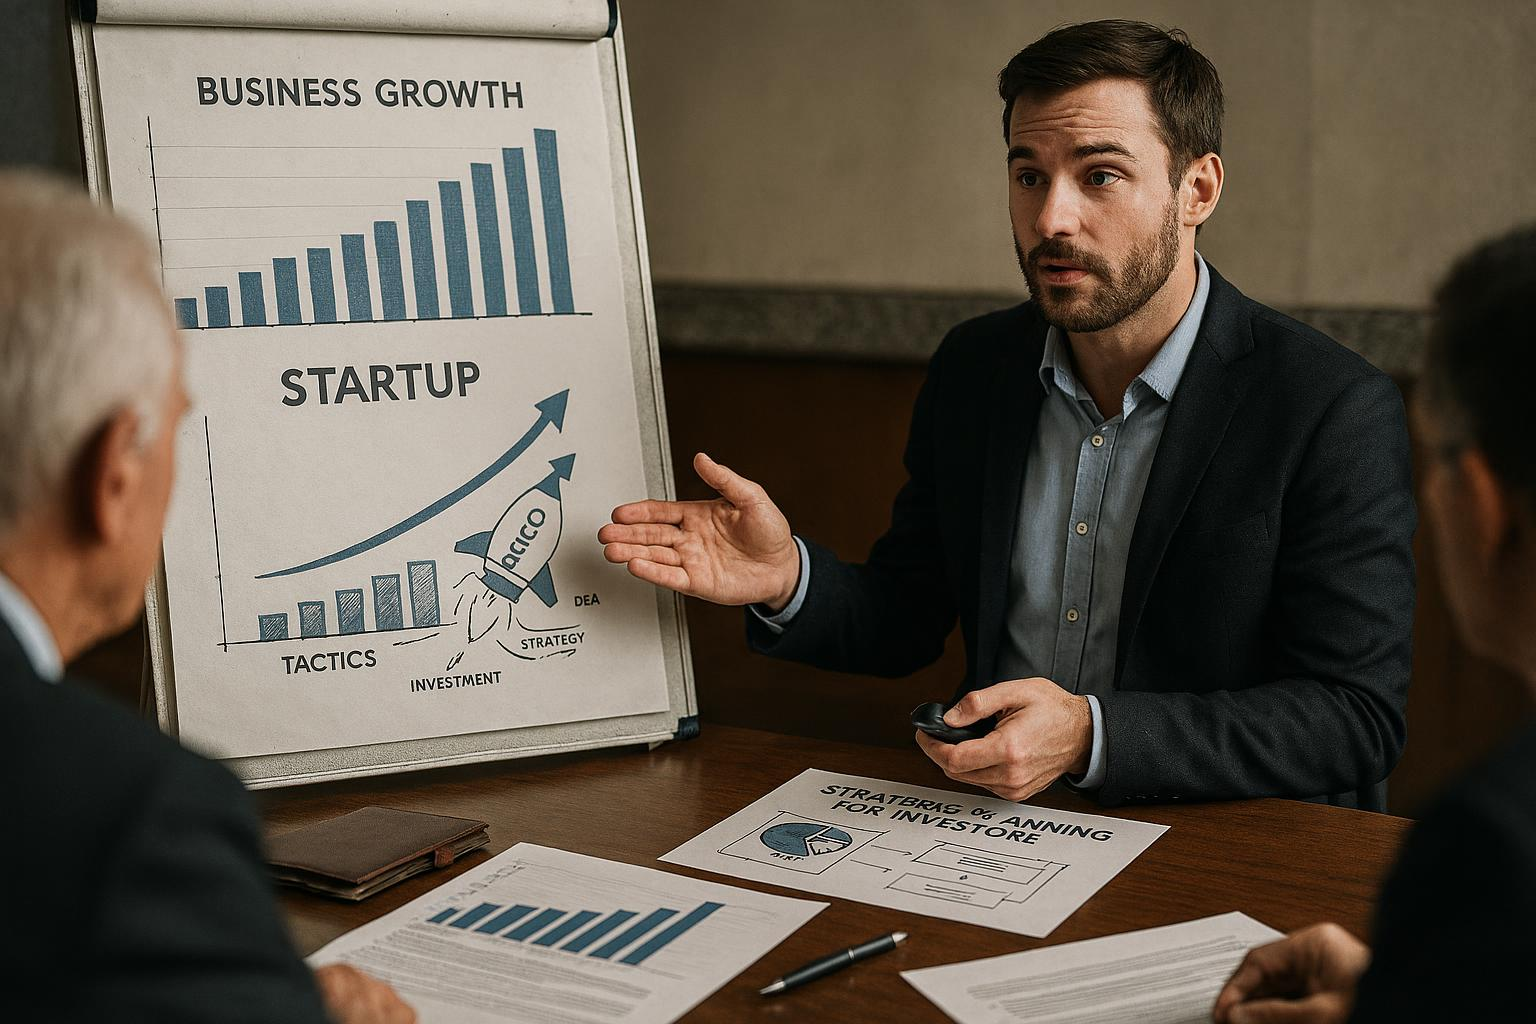 BUSINESS GROWTH
STARTUP
DEA
STRATEGY
TACTICS
INVESTMENT
FOR INVESTORE